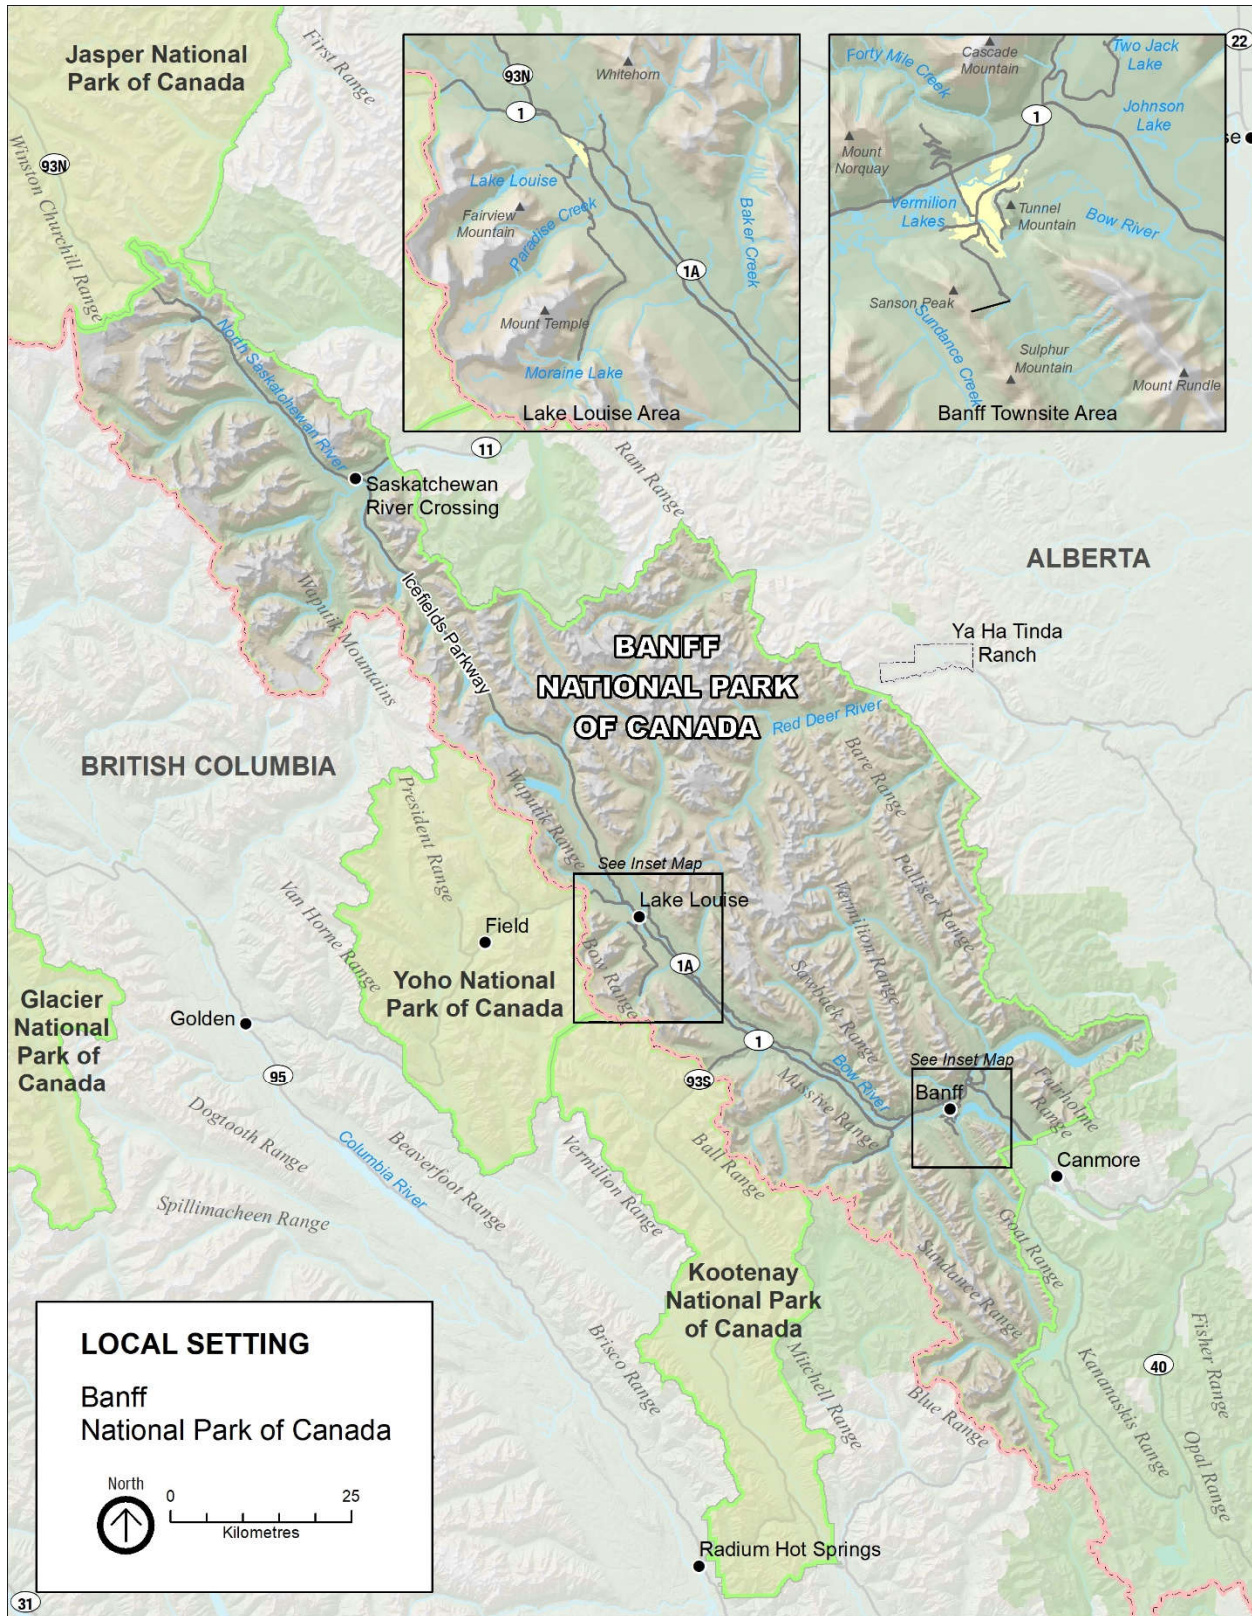 Jasper National
Park of Canada
First Range
93N
Winston Churchill Range
93N
1
Whitehorn
Lake Louise
Fairview
Mountain
Paradise Creek
Baker Creek
1A
Mount Temple
Moraine Lake
Lake Louise Area
Forty Mile Creek
Cascade
Mountain
Two Jack
Lake
1
Johnson
Lake
Mount
Norquay
Vermilion
Lakes
Tunnel
Mountain
Bow River
Sanson Peak
Sundance Creek
Sulphur
Mountain
Mount Rundle
Banff Townsite Area
22
se
North Saskatchewan River
11
Saskatchewan
River Crossing
Ram Range
ALBERTA
Waputik Mountains
Icefields Parkway
BANFF
NATIONAL PARK
OF CANADA
Ya Ha Tinda
Ranch
Red Deer River
Bare Range
BRITISH COLUMBIA
President Range
Waputik Range
See Inset Map
Palliser Range
Vermilion Range
Van Horne Range
Lake Louise
Field
Bow Range
1A
Sawback Range
Yoho National
Park of Canada
Glacier
National
Park of
Canada
Golden
95
1
See Inset Map
93S
Massive Range
Bow River
Banff
Fairholme
Range
Dogtooth Range
Columbia River
Beaverfoot Range
Vermilion Range
Ball Range
Canmore
Spillimacheen Range
Goat Range
Sundance Range
Kootenay
National Park
of Canada
Brisco Range
Mitchell Range
Blue Range
Kananaskis Range
40
Fisher Range
Opal Range
LOCAL SETTING
Banff
National Park of Canada
North
0 25
Kilometres
Radium Hot Springs
31